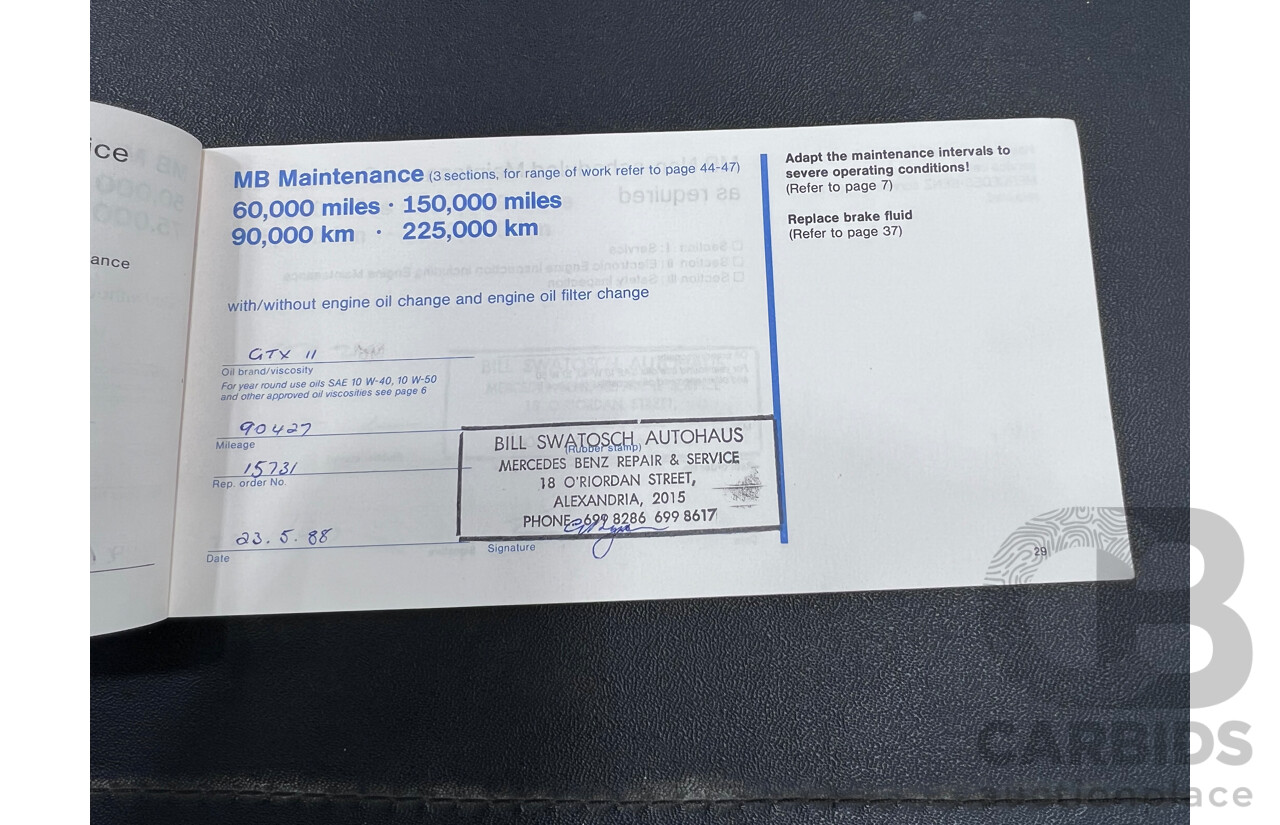 ice
ance
MB Maintenance (3 sections, for range of work refer to page 44-47)
60,000 miles · 150,000 miles
90,000 km · 225,000 km
with/without engine oil change and engine oil filter change
GTX 11
Oil brand/viscosity
For year round use oils SAE 10 W-40, 10 W-50
and other approved oil viscosities see page 6
90427
Mileage
15731
Rep. order No.
23. 5. 88
Date
BILL SWATOSCH AUTOHAUS
(Rubber stamp)
MERCEDES BENZ REPAIR & SERVICE
18 O'RIORDAN STREET,
ALEXANDRIA, 2015
PHONE 699 8286 699 8617
Signature
Adapt the maintenance intervals to
severe operating conditions!
(Refer to page 7)
Replace brake fluid
(Refer to page 37)
29
CARBIDS
auctionplace